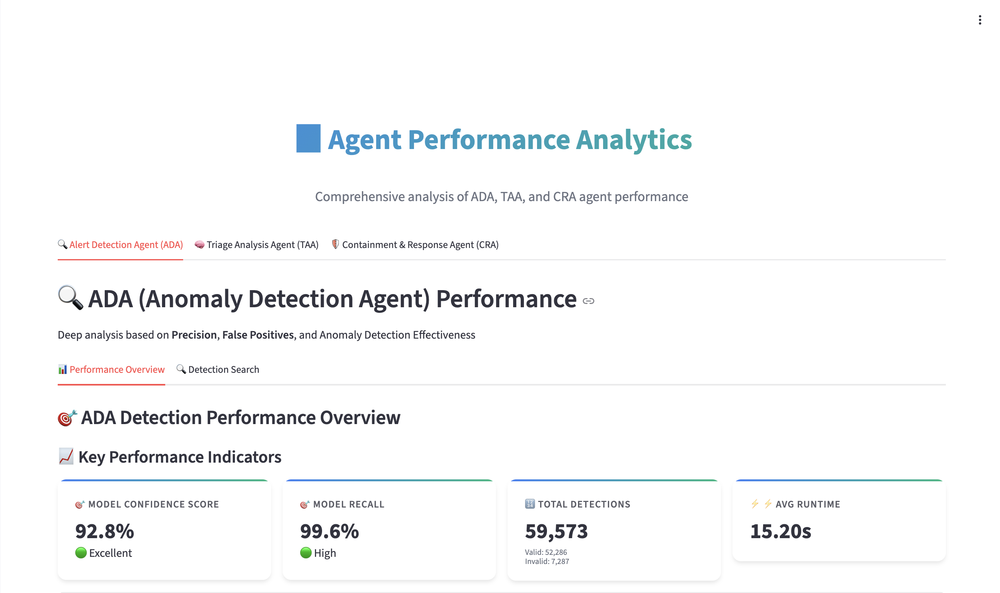 Agent Performance Analytics
Comprehensive analysis of ADA, TAA, and CRA agent performance
Alert Detection Agent (ADA)
Triage Analysis Agent (TAA)
Containment & Response Agent (CRA)
ADA (Anomaly Detection Agent) Performance
Deep analysis based on Precision, False Positives, and Anomaly Detection Effectiveness
Performance Overview
Detection Search
ADA Detection Performance Overview
Key Performance Indicators
MODEL CONFIDENCE SCORE
92.8%
Excellent
MODEL RECALL
99.6%
High
TOTAL DETECTIONS
59,573
Valid: 52,286
Invalid: 7,287
AVG RUNTIME
15.20s